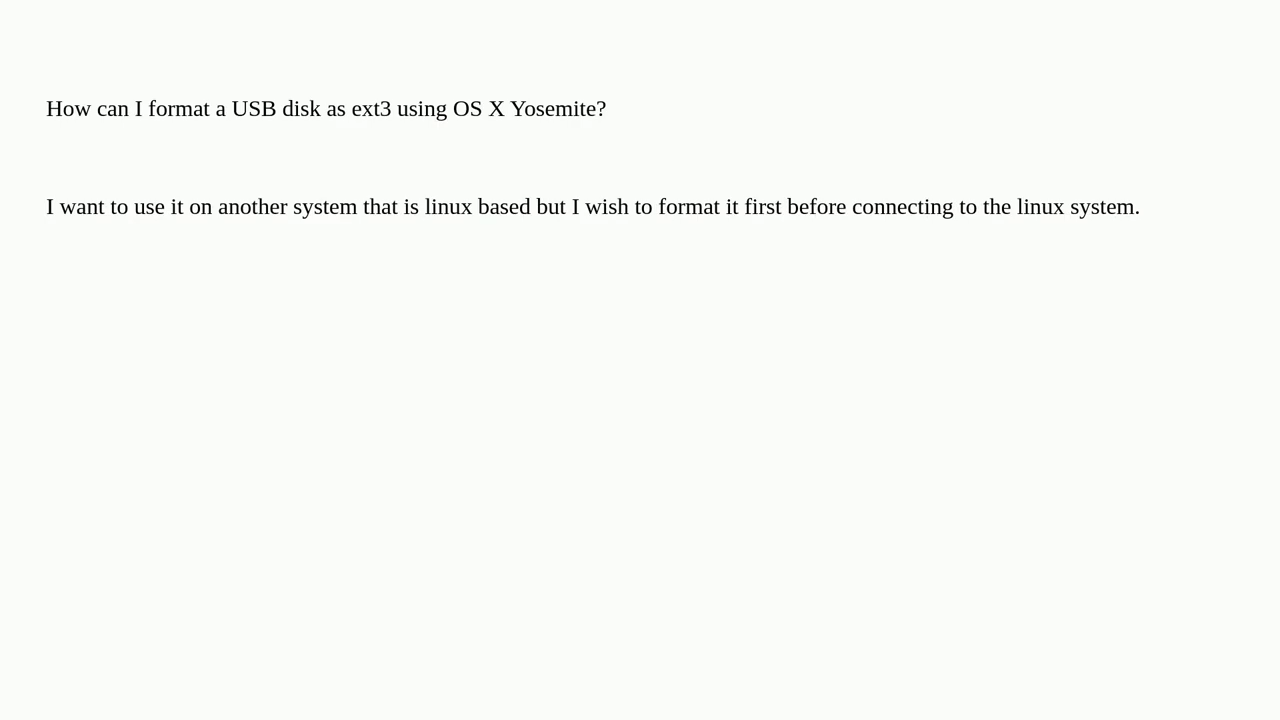 How can I format a USB disk as ext3 using OS X Yosemite?
I want to use it on another system that is linux based but I wish to format it first before connecting to the linux system.